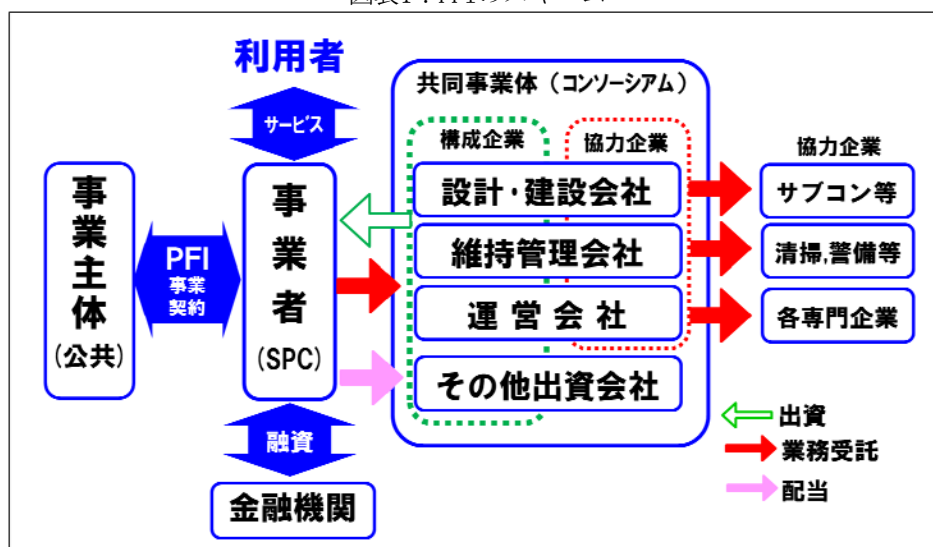 利用者
サービス
事業主体
(公共)
PFI
事業
契約
事業者
(SPC)
融資
金融機関
共同事業体（コンソーシアム）
構成企業
協力企業
設計・建設会社
維持管理会社
運営会社
その他出資会社
協力企業
サブコン等
清掃,警備等
各専門企業
出資
業務受託
配当